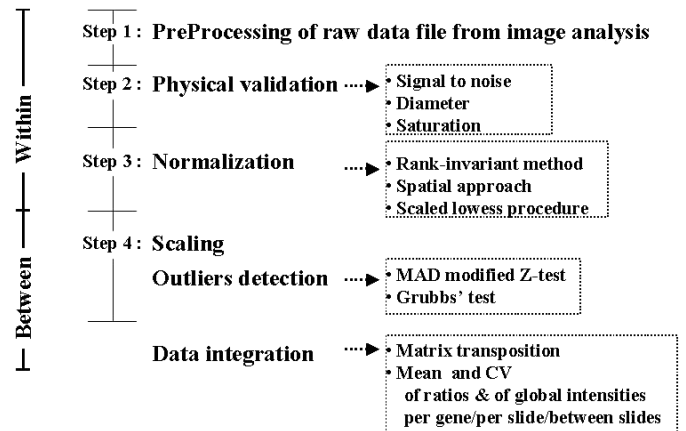 Within
Between
Step 1 : PreProcessing of raw data file from image analysis
Step 2 : Physical validation
• Signal to noise
• Diameter
• Saturation
Step 3 : Normalization
• Rank-invariant method
• Spatial approach
• Scaled lowess procedure
Step 4 : Scaling
Outliers detection
• MAD modified Z-test
• Grubbs' test
Data integration
• Matrix transposition
• Mean and CV
of ratios & of global intensities
per gene/per slide/between slides